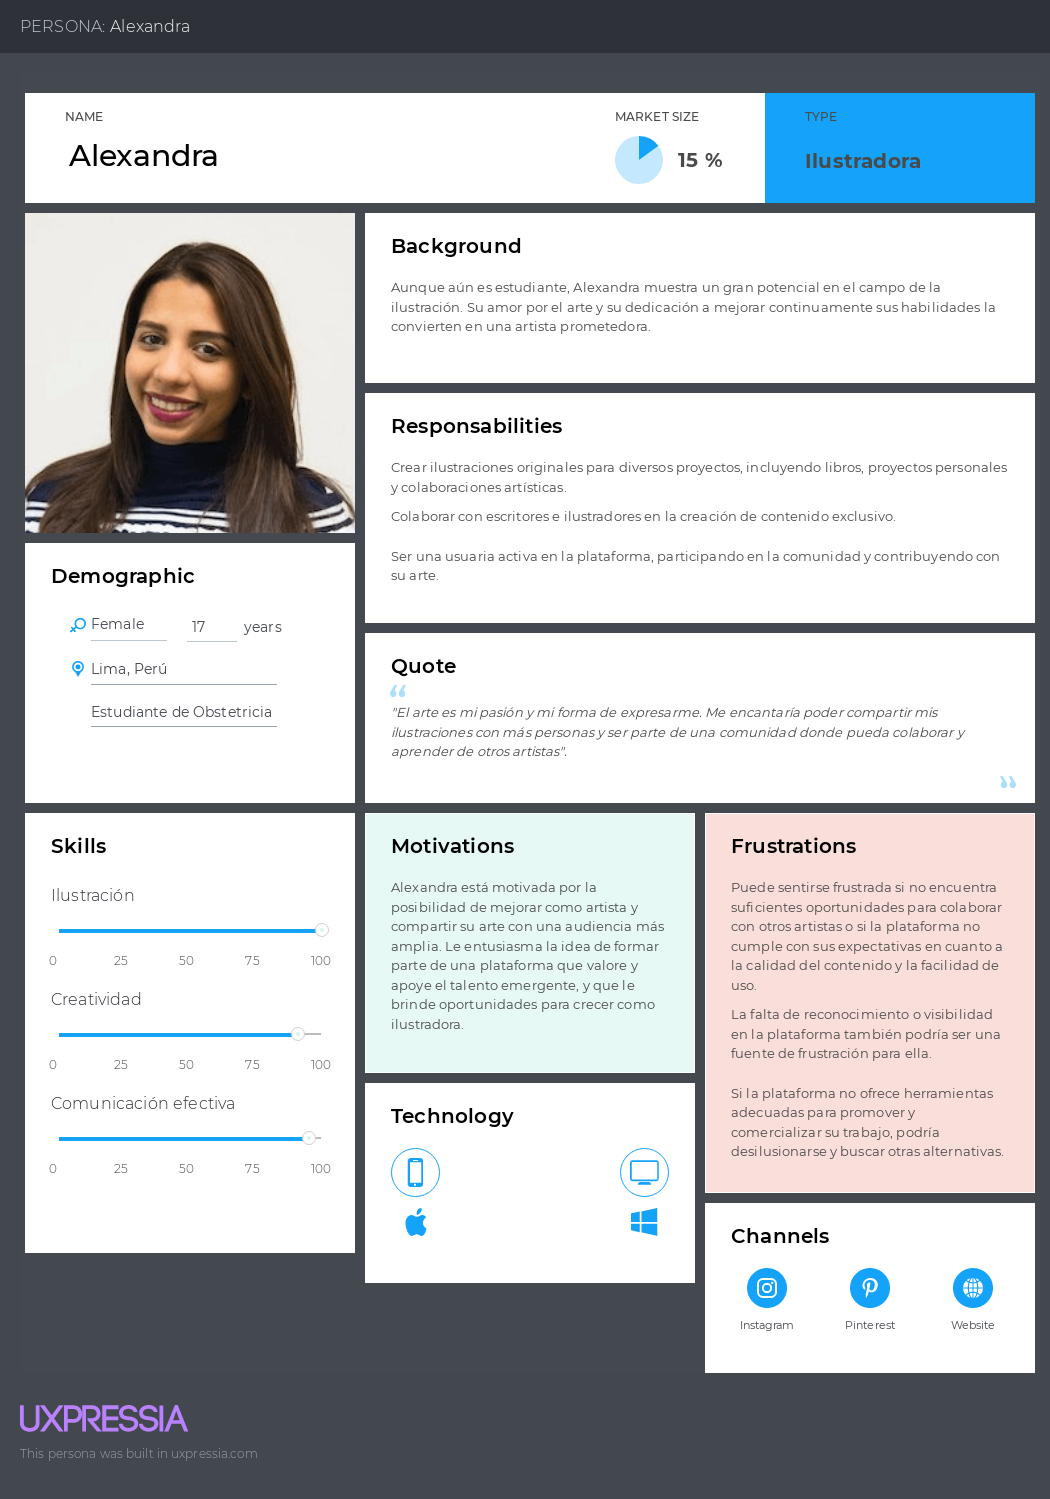 PERSONA: Alexandra
NAME
Alexandra
MARKET SIZE
15 %
TYPE
Ilustradora
Background
Aunque aún es estudiante, Alexandra muestra un gran potencial en el campo de la
ilustración. Su amor por el arte y su dedicación a mejorar continuamente sus habilidades la
convierten en una artista prometedora.
Responsabilities
Crear ilustraciones originales para diversos proyectos, incluyendo libros, proyectos personales
y colaboraciones artísticas.
Colaborar con escritores e ilustradores en la creación de contenido exclusivo.
Ser una usuaria activa en la plataforma, participando en la comunidad y contribuyendo con
su arte.
Demographic
Female 17 years
Lima, Perú
Estudiante de Obstetricia
Quote
"El arte es mi pasión y mi forma de expresarme. Me encantaría poder compartir mis
ilustraciones con más personas y ser parte de una comunidad donde pueda colaborar y
aprender de otros artistas".
Skills
Ilustración
0 25 50 75 100
Creatividad
0 25 50 75 100
Comunicación efectiva
0 25 50 75 100
Motivations
Alexandra está motivada por la
posibilidad de mejorar como artista y
compartir su arte con una audiencia más
amplia. Le entusiasma la idea de formar
parte de una plataforma que valore y
apoye el talento emergente, y que le
brinde oportunidades para crecer como
ilustradora.
Technology
Frustrations
Puede sentirse frustrada si no encuentra
suficientes oportunidades para colaborar
con otros artistas o si la plataforma no
cumple con sus expectativas en cuanto a
la calidad del contenido y la facilidad de
uso.
La falta de reconocimiento o visibilidad
en la plataforma también podría ser una
fuente de frustración para ella.
Si la plataforma no ofrece herramientas
adecuadas para promover y
comercializar su trabajo, podría
desilusionarse y buscar otras alternativas.
Channels
Instagram Pinterest Website
UXPRESSIA
This persona was built in uxpressia.com